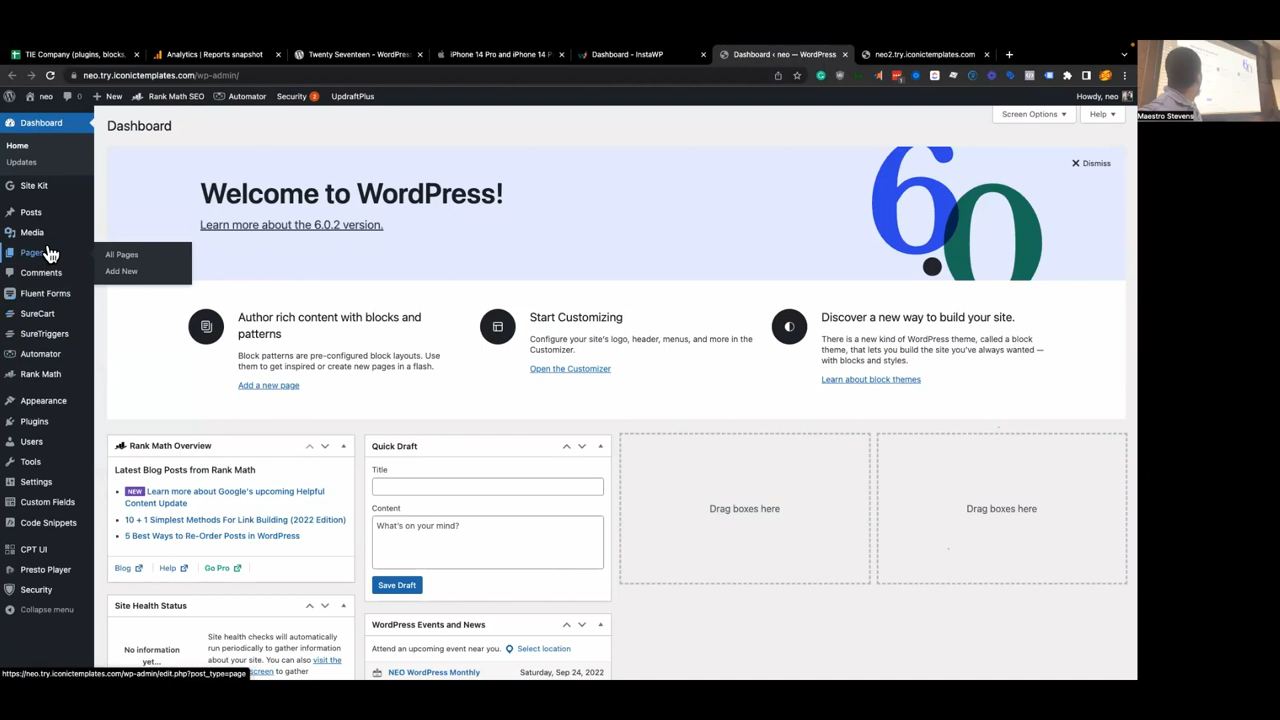 TIE Company (plugins, blocks,
Analytics | Reports snapshot
Twenty Seventeen – WordPres
iPhone 14 Pro and iPhone 14 P
Dashboard - InstaWP
Dashboard ‹ neo — WordPress
neo2.try.iconictemplates.com
neo.try.iconictemplates.com/wp-admin/
neo
0
New
Rank Math SEO
Automator
Security 2
UpdraftPlus
Howdy, neo
Maestro Stevens
Dashboard
Home
Updates
Site Kit
Posts
Media
Pages
Comments
Fluent Forms
SureCart
SureTriggers
Automator
Rank Math
Appearance
Plugins
Users
Tools
Settings
Custom Fields
Code Snippets
CPT UI
Presto Player
Security
Collapse menu
All Pages
Add New
Dashboard
Screen Options
Help
Welcome to WordPress!
Learn more about the 6.0.2 version.
6.0
Dismiss
Author rich content with blocks and
patterns
Block patterns are pre-configured block layouts. Use
them to get inspired or create new pages in a flash.
Add a new page
Start Customizing
Configure your site's logo, header, menus, and more in the
Customizer.
Open the Customizer
Discover a new way to build your site.
There is a new kind of WordPress theme, called a block
theme, that lets you build the site you've always wanted —
with blocks and styles.
Learn about block themes
Rank Math Overview
Latest Blog Posts from Rank Math
NEW Learn more about Google's upcoming Helpful
Content Update
10 + 1 Simplest Methods For Link Building (2022 Edition)
5 Best Ways to Re-Order Posts in WordPress
Blog
Help
Go Pro
Site Health Status
No information
yet...
Site health checks will automatically
run periodically to gather information
about your site. You can also visit the
screen to gather
Quick Draft
Title
Content
What's on your mind?
Save Draft
WordPress Events and News
Attend an upcoming event near you.
Select location
NEO WordPress Monthly
Saturday, Sep 24, 2022
Drag boxes here
Drag boxes here
https://neo.try.iconictemplates.com/wp-admin/edit.php?post_type=page